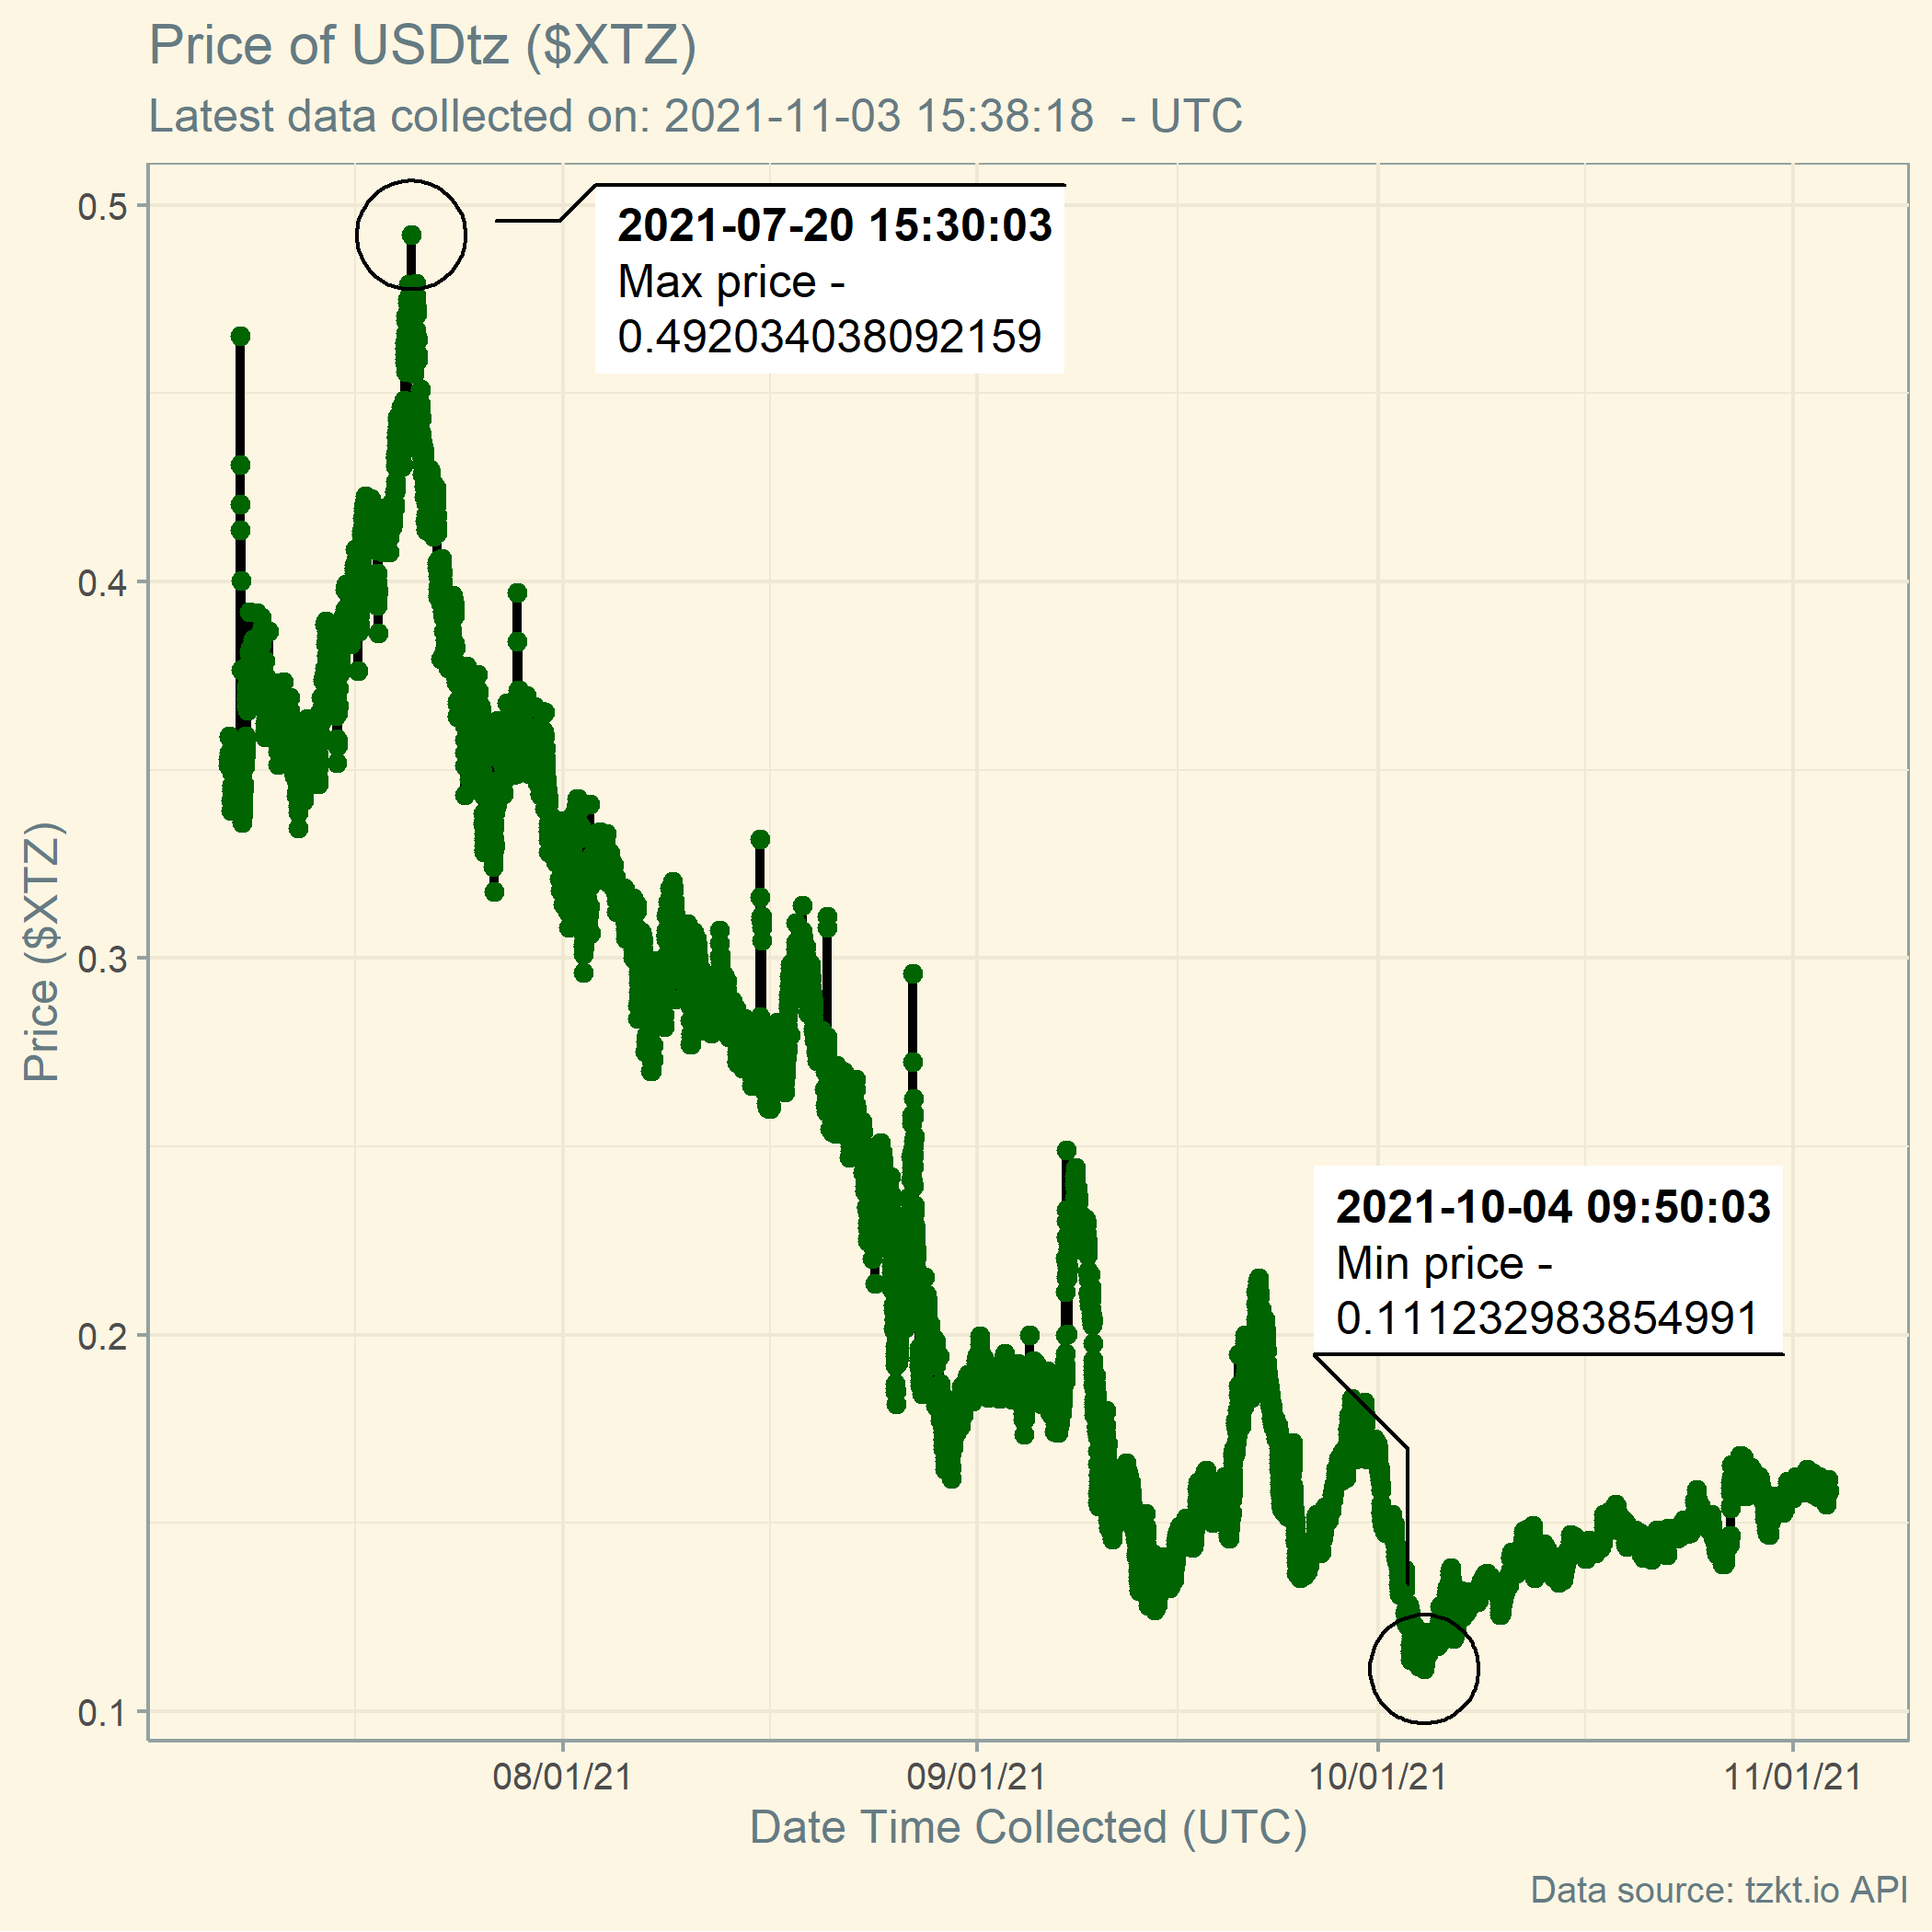 Price of USDtz ($XTZ)
Latest data collected on: 2021-11-03 15:38:18  - UTC
0.5
0.4
0.3
0.2
0.1
Price ($XTZ)
2021-07-20 15:30:03
Max price -
0.492034038092159
2021-10-04 09:50:03
Min price -
0.111232983854991
08/01/21
09/01/21
10/01/21
11/01/21
Date Time Collected (UTC)
Data source: tzkt.io API